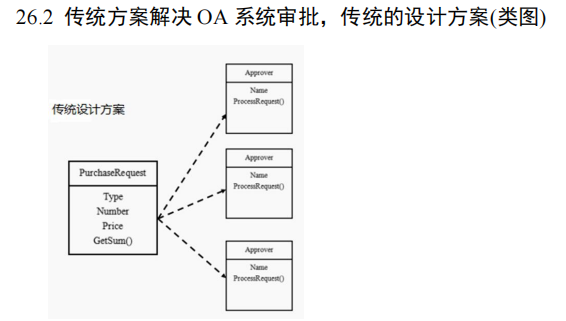 26.2 传统方案解决 OA 系统审批，传统的设计方案(类图)
传统设计方案
PurchaseRequest
Type
Number
Price
GetSum()
Approver
Name
ProcessRequest()
Approver
Name
ProcessRequest()
Approver
Name
ProcessRequest()